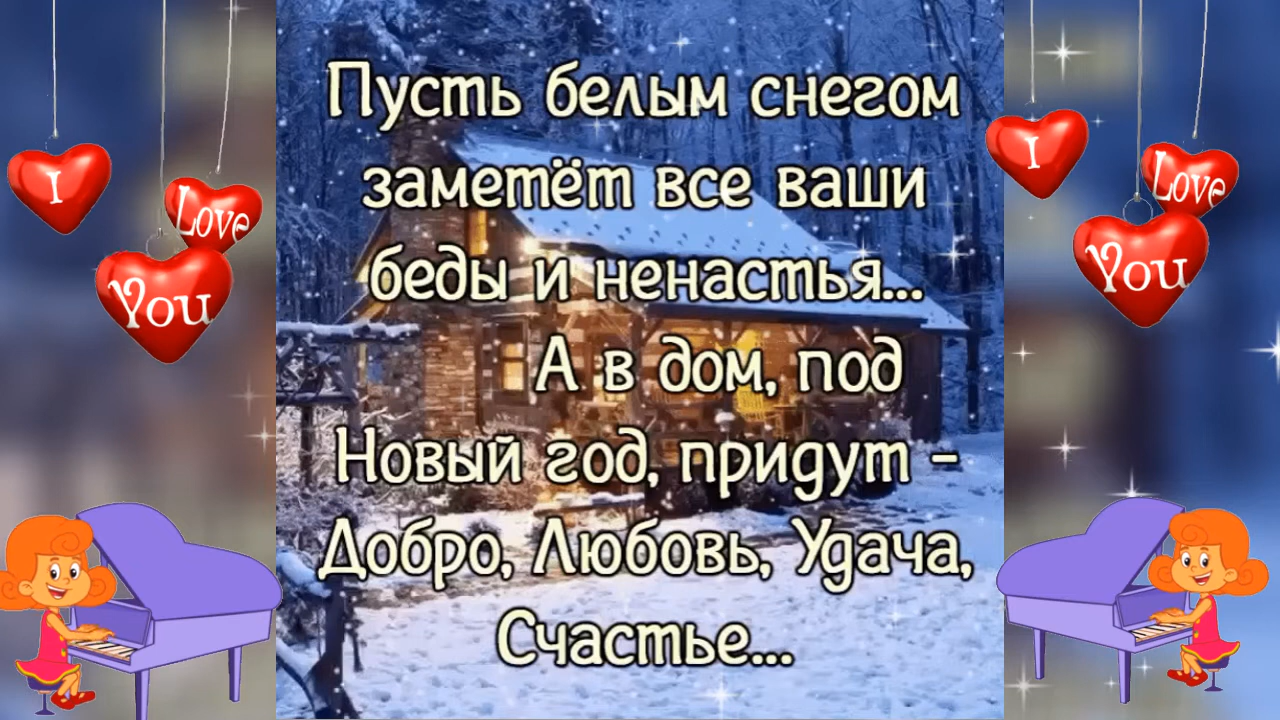 I
Love
You
Пусть белым снегом
заметёт все ваши
беды и ненастья...
А в дом, под
Новый год, придут -
Добро, Любовь, Удача,
Счастье...
I
Love
You